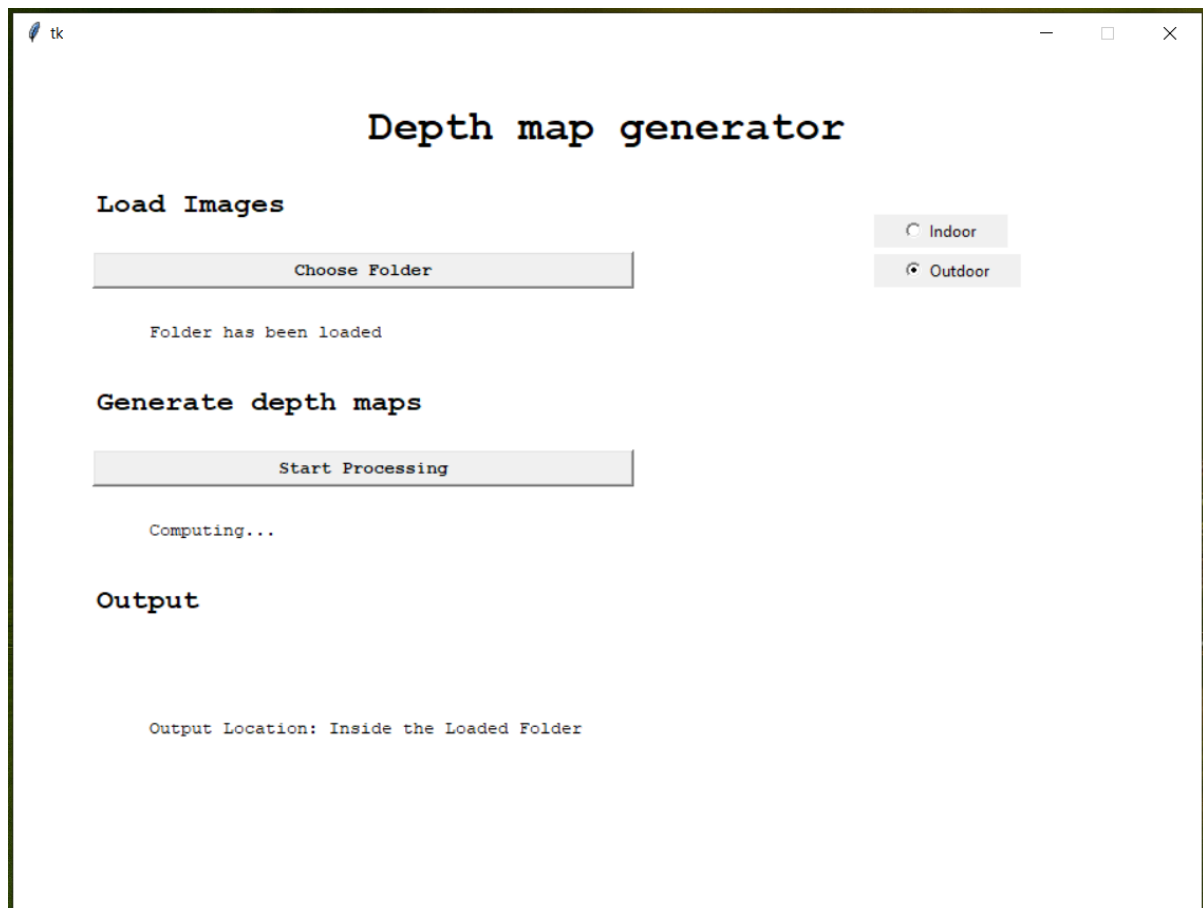 tk
Depth map generator
Load Images
Indoor
Choose Folder
Outdoor
Folder has been loaded
Generate depth maps
Start Processing
Computing...
Output
Output Location: Inside the Loaded Folder